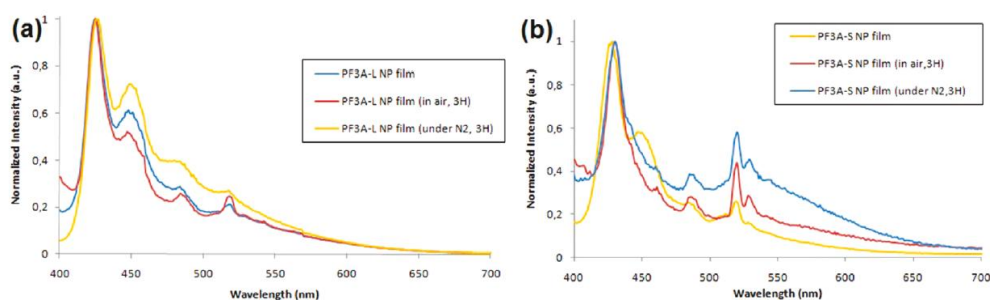 (a)
Normalized Intensity (a.u.)
1
0,8
0,6
0,4
0,2
0
400
450
500
550
600
650
700
Wavelength (nm)
PF3A-L NP film
PF3A-L NP film (in air, 3H)
PF3A-L NP film (under N2, 3H)
(b)
Normalized Intensity (a.u.)
1
0,8
0,6
0,4
0,2
0
400
450
500
550
600
650
700
Wavelength (nm)
PF3A-S NP film
PF3A-S NP film (in air,3H)
PF3A-S NP film (under N2,3H)